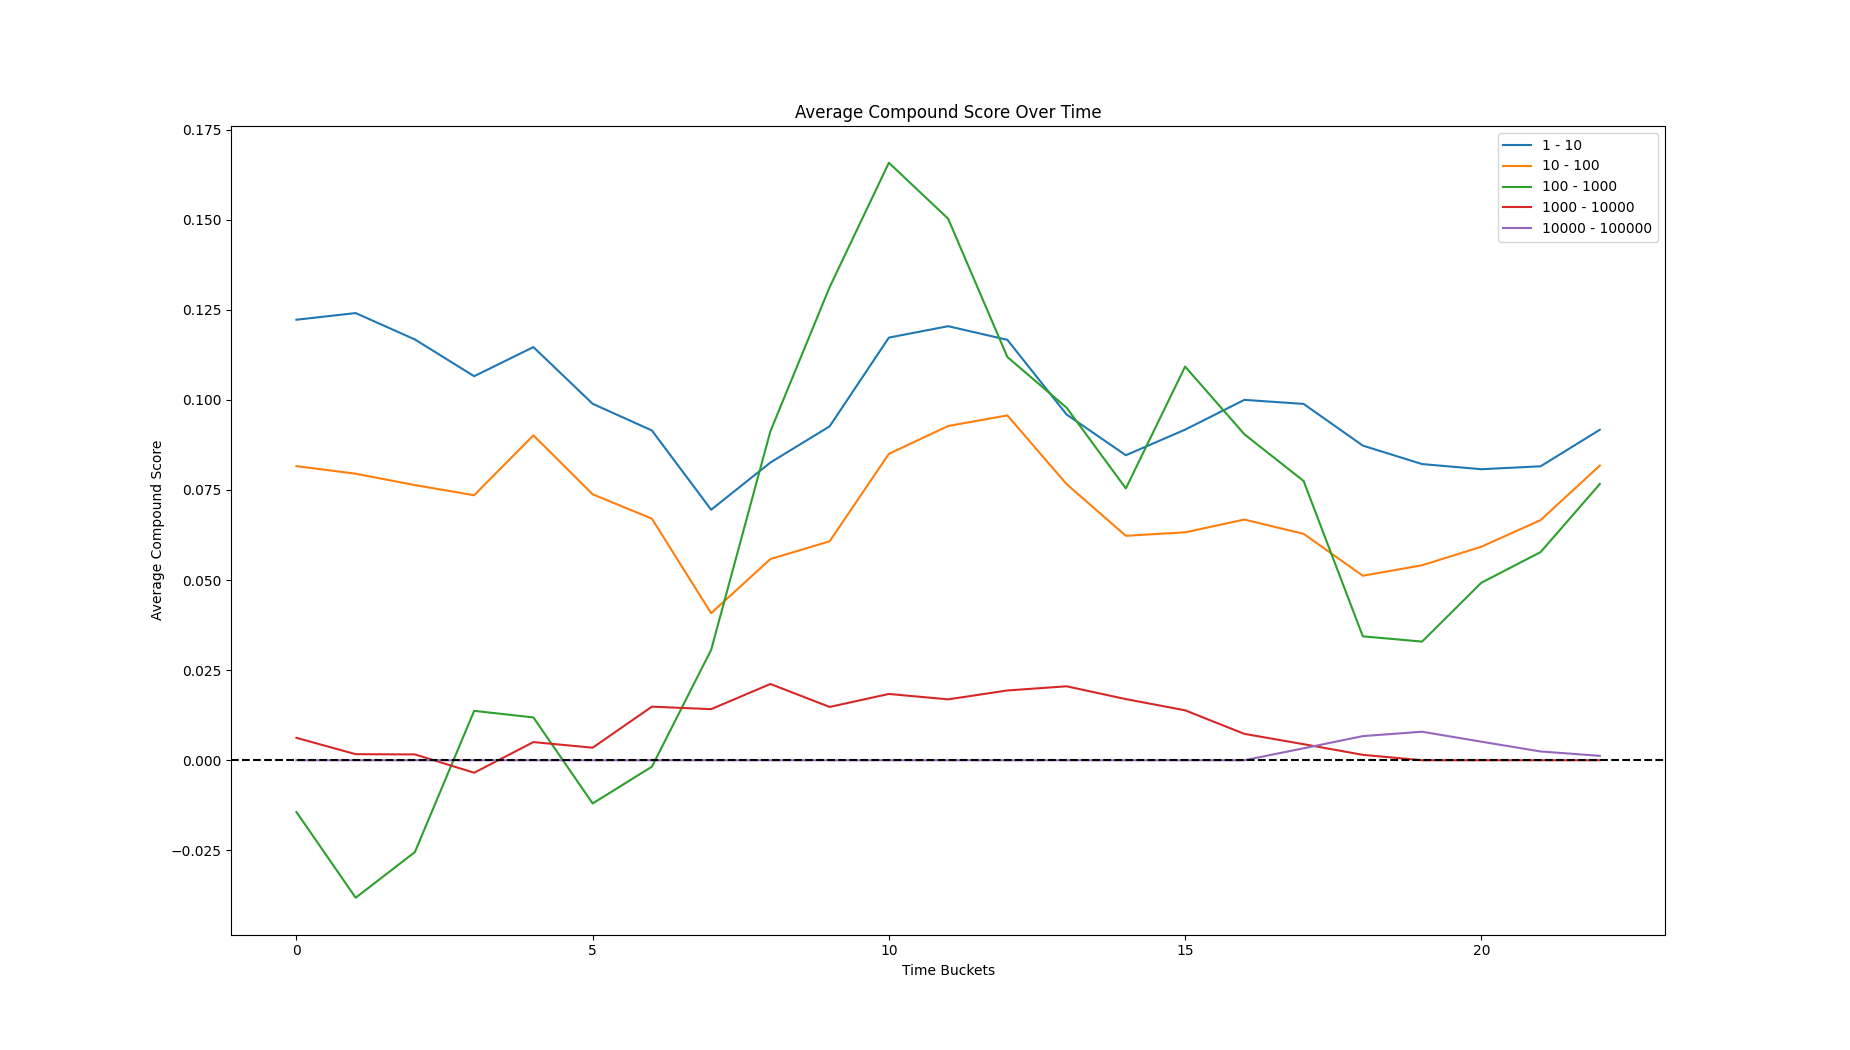 Average Compound Score Over Time
1 - 10
10 - 100
100 - 1000
1000 - 10000
10000 - 100000
Average Compound Score
0.175
0.150
0.125
0.100
0.075
0.050
0.025
0.000
−0.025
0 5 10 15 20
Time Buckets